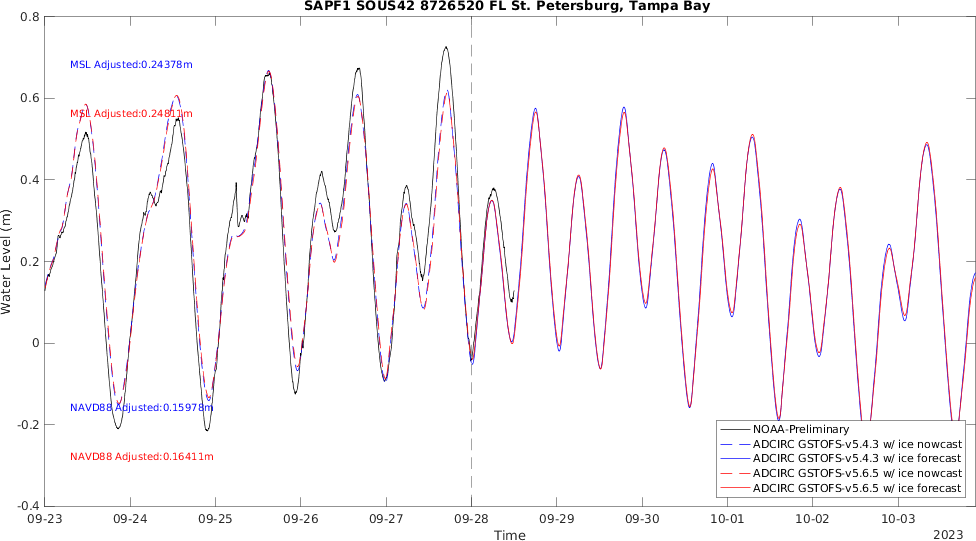 SAPF1 SOUS42 8726520 FL St. Petersburg, Tampa Bay
0.8
0.6
0.4
0.2
0
-0.2
-0.4
Water Level (m)
MSL Adjusted:0.24378m
MSL Adjusted:0.24811m
NAVD88 Adjusted:0.15978m
NAVD88 Adjusted:0.16411m
NOAA-Preliminary
ADCIRC GSTOFS-v5.4.3 w/ ice nowcast
ADCIRC GSTOFS-v5.4.3 w/ ice forecast
ADCIRC GSTOFS-v5.6.5 w/ ice nowcast
ADCIRC GSTOFS-v5.6.5 w/ ice forecast
09-23 09-24 09-25 09-26 09-27 09-28 09-29 09-30 10-01 10-02 10-03
Time
2023